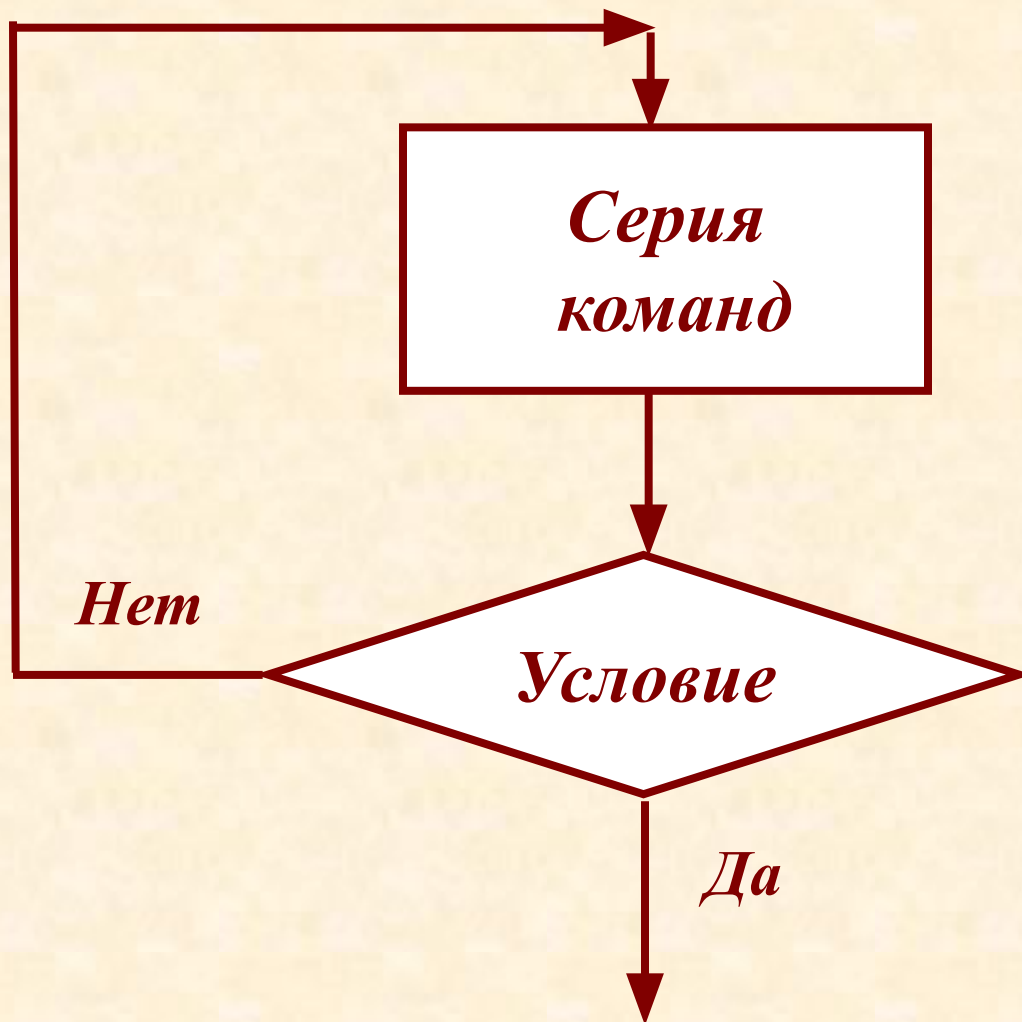 Серия
команд
Нет
Условие
Да